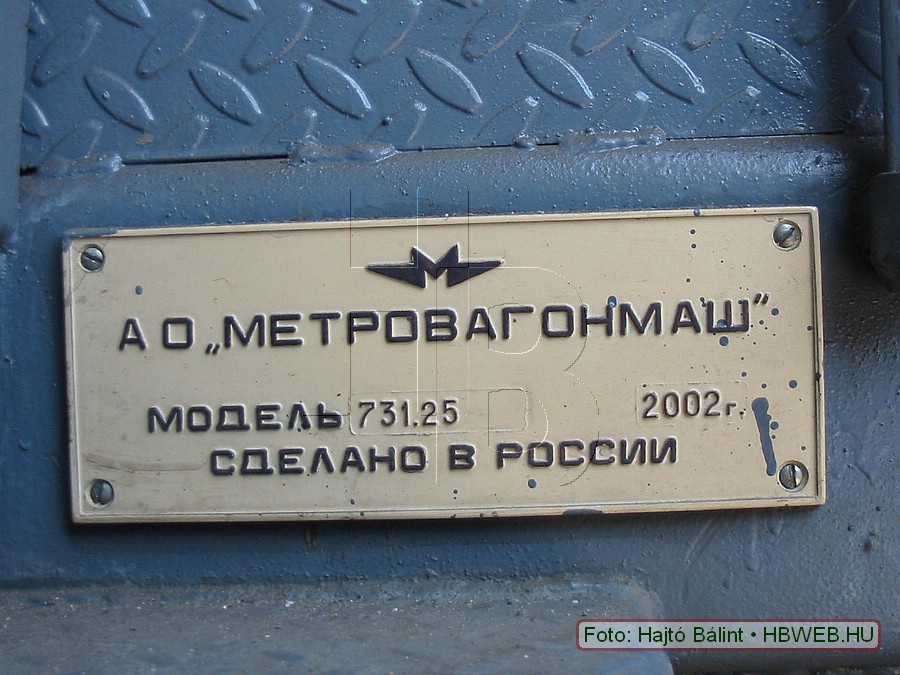 АО „МЕТРОВАГОНМАШ"
МОДЕЛЬ 731.25 2002г.
СДЕЛАНО В РОССИИ
Foto: Hajtó Bálint • HBWEB.HU